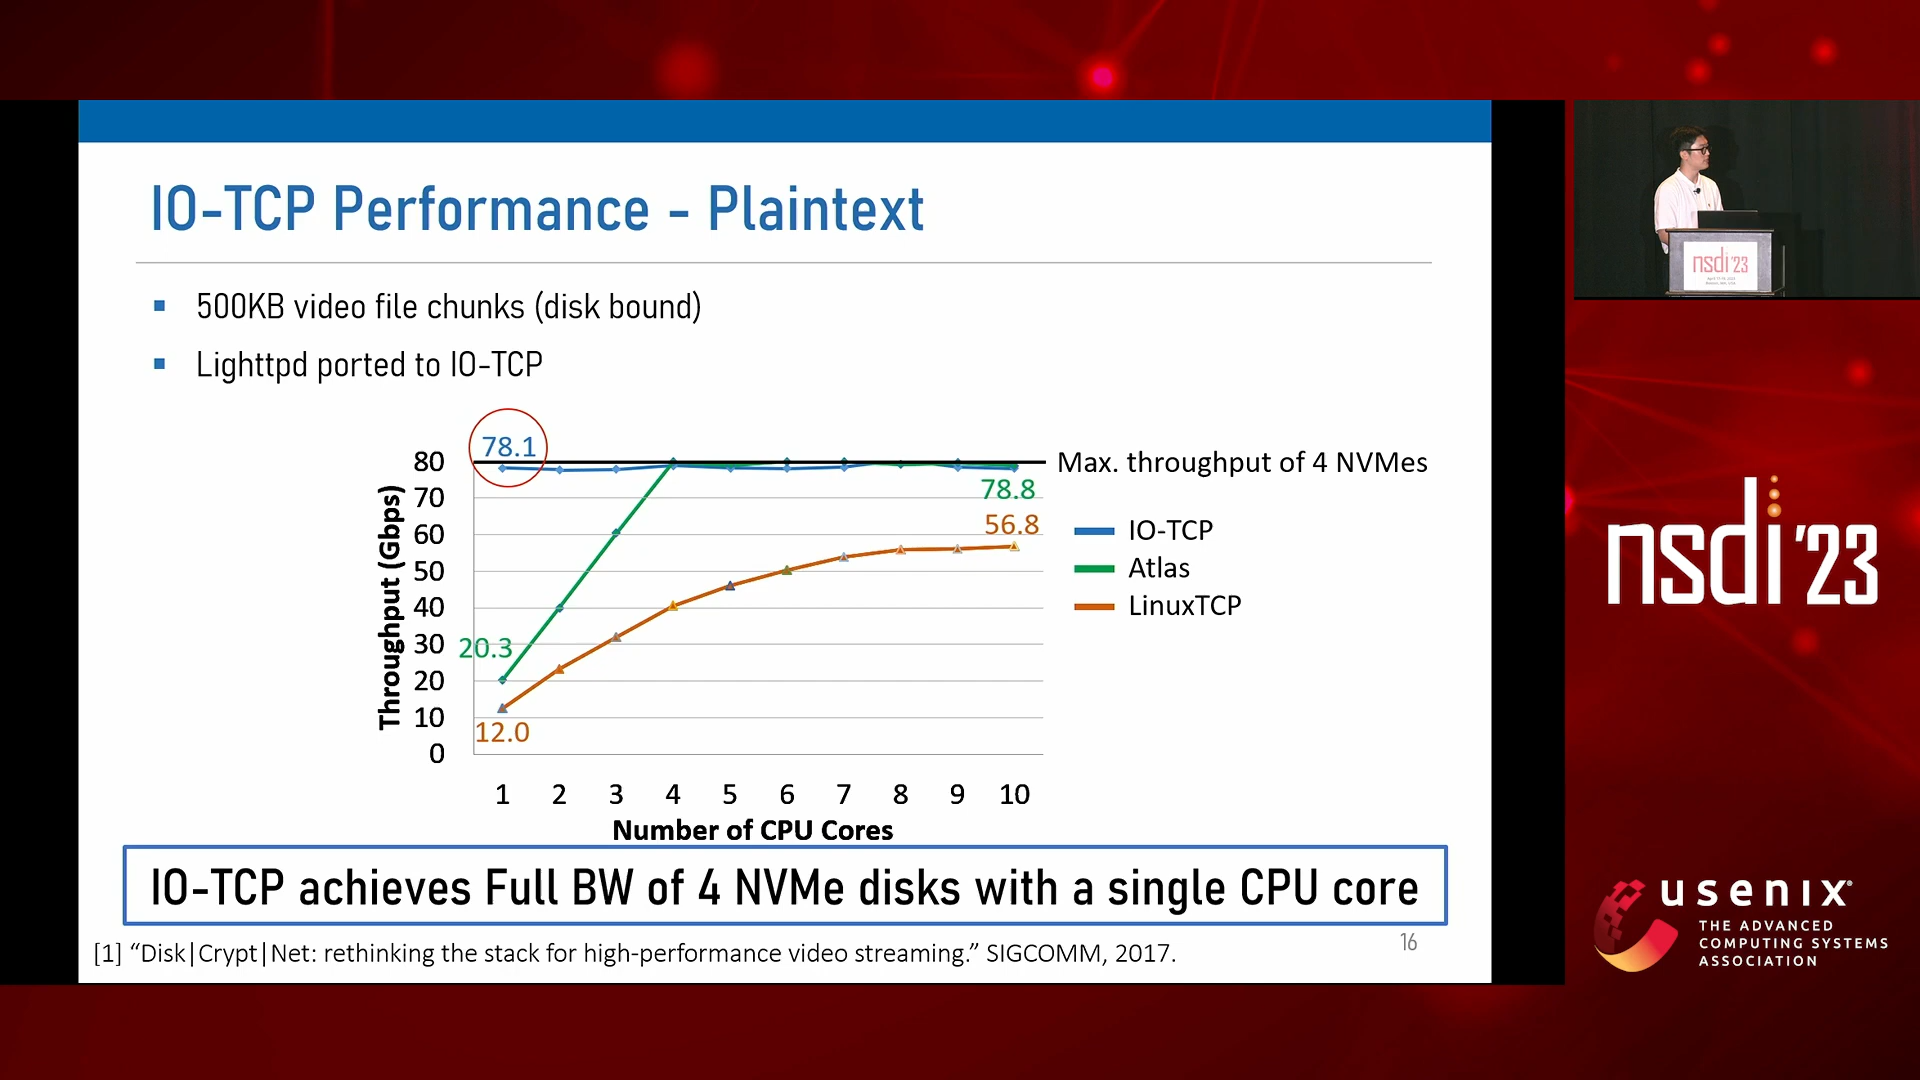 IO-TCP Performance - Plaintext
▪ 500KB video file chunks (disk bound)
▪ Lighttpd ported to IO-TCP
78.1
80
70
60
50
40
30
20
10
0
Throughput (Gbps)
20.3
12.0
78.8
56.8
Max. throughput of 4 NVMes
IO-TCP
Atlas
LinuxTCP
1 2 3 4 5 6 7 8 9 10
Number of CPU Cores
IO-TCP achieves Full BW of 4 NVMe disks with a single CPU core
[1] “Disk|Crypt|Net: rethinking the stack for high-performance video streaming.” SIGCOMM, 2017.
16
nsdi '23
nsdi '23
usenix®
THE ADVANCED
COMPUTING SYSTEMS
ASSOCIATION